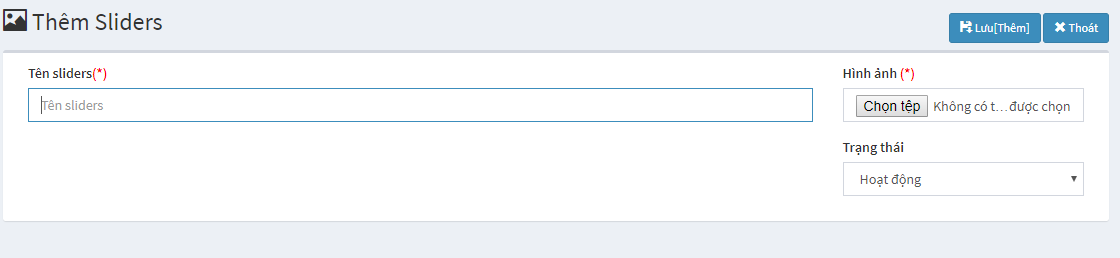 Thêm Sliders
Lưu[Thêm] Thoát
Tên sliders(*)
Tên sliders
Hình ảnh (*)
Chọn tệp Không có t...được chọn
Trạng thái
Hoạt động